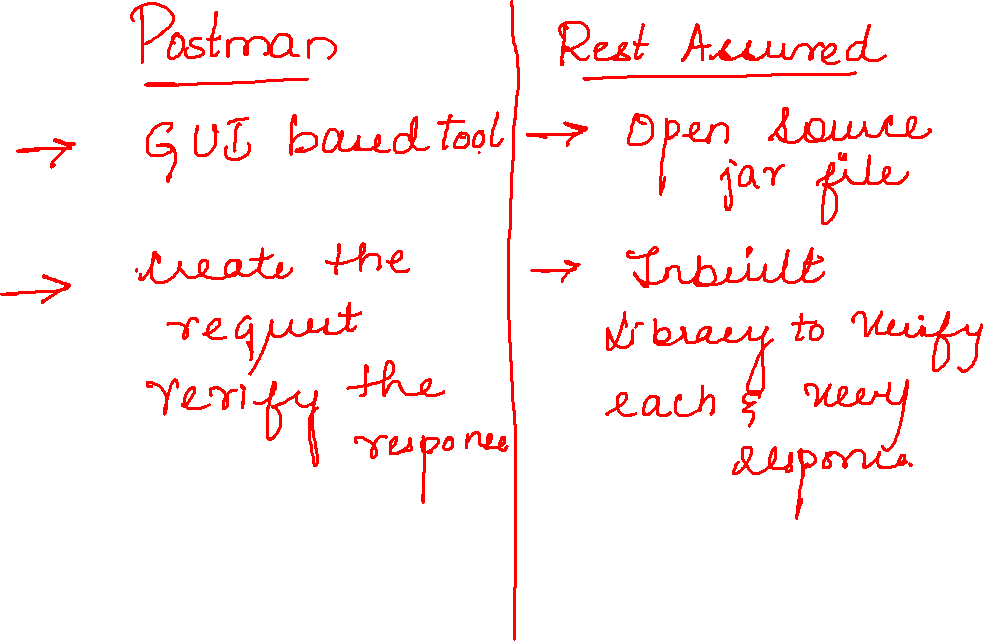 Postman
→ GUI based tool
→ create the
request
verify the
response
Rest Assured
→ Open source
jar file
→ Inbuilt
Library to verify
each & every
response